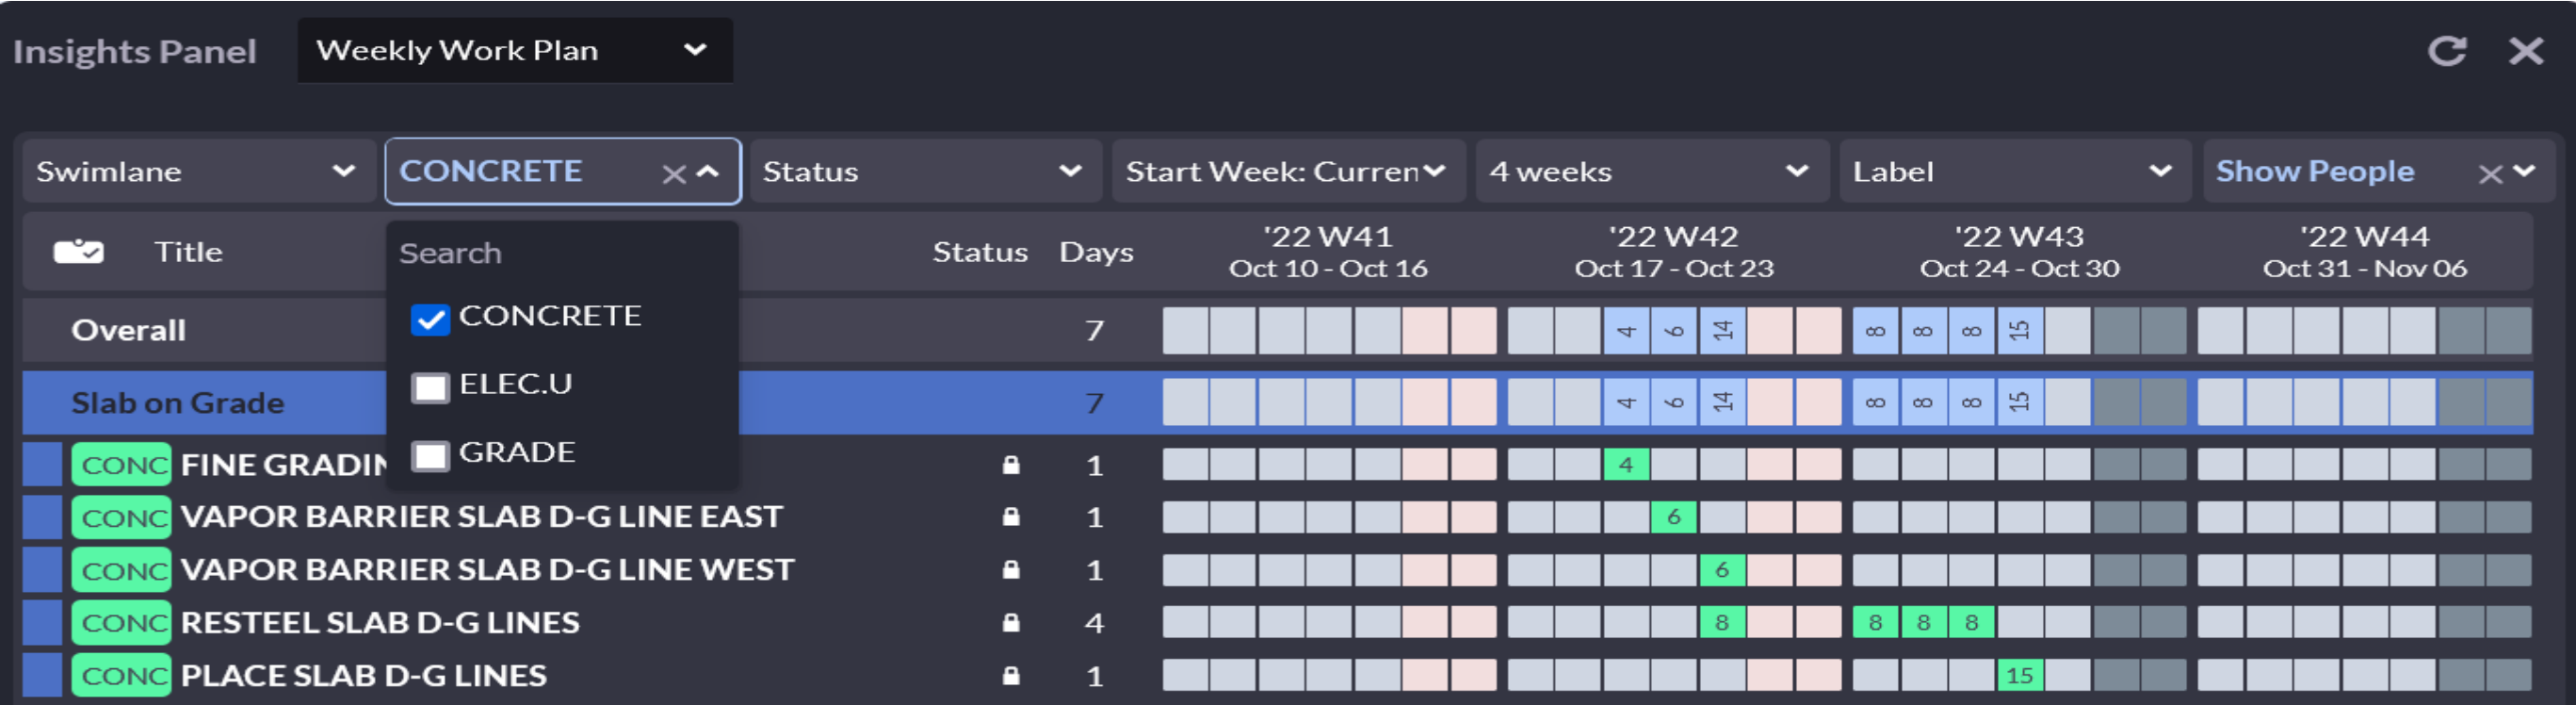 Insights Panel Weekly Work Plan
Swimlane CONCRETE Status Start Week: Curren 4 weeks Label Show People
Title Search Status Days '22 W41 '22 W42 '22 W43 '22 W44
Oct 10 - Oct 16 Oct 17 - Oct 23 Oct 24 - Oct 30 Oct 31 - Nov 06
CONCRETE
ELEC.U
GRADE
Overall 7 4 6 14 8 8 8 15
Slab on Grade 7 4 6 14 8 8 8 15
CONC FINE GRADIN 1 4
CONC VAPOR BARRIER SLAB D-G LINE EAST 1 6
CONC VAPOR BARRIER SLAB D-G LINE WEST 1 6
CONC RESTEEL SLAB D-G LINES 4 8 8 8 8
CONC PLACE SLAB D-G LINES 1 15